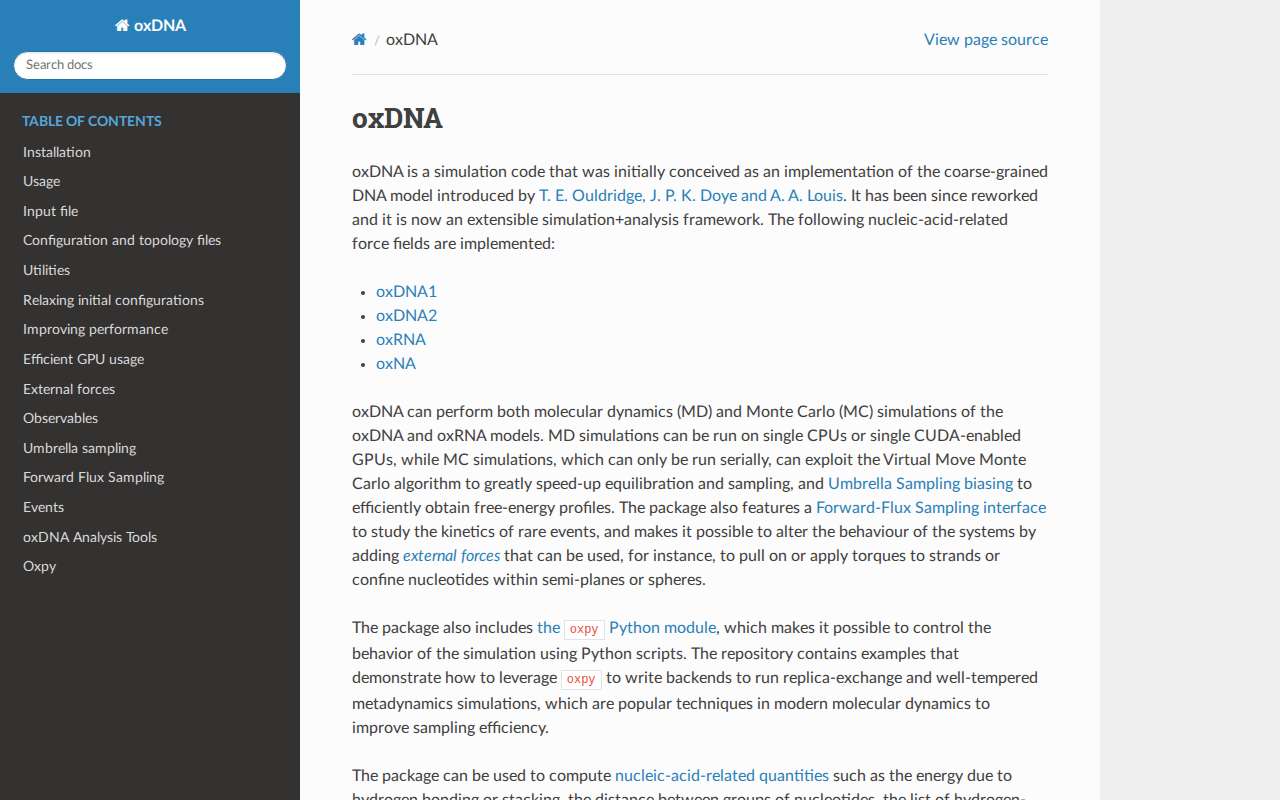 oxDNA
Search docs
TABLE OF CONTENTS
Installation
Usage
Input file
Configuration and topology files
Utilities
Relaxing initial configurations
Improving performance
Efficient GPU usage
External forces
Observables
Umbrella sampling
Forward Flux Sampling
Events
oxDNA Analysis Tools
Oxpy
/ oxDNA
View page source
oxDNA
oxDNA is a simulation code that was initially conceived as an implementation of the coarse-grained
DNA model introduced by T. E. Ouldridge, J. P. K. Doye and A. A. Louis. It has been since reworked
and it is now an extensible simulation+analysis framework. The following nucleic-acid-related
force fields are implemented:
• oxDNA1
• oxDNA2
• oxRNA
• oxNA
oxDNA can perform both molecular dynamics (MD) and Monte Carlo (MC) simulations of the
oxDNA and oxRNA models. MD simulations can be run on single CPUs or single CUDA-enabled
GPUs, while MC simulations, which can only be run serially, can exploit the Virtual Move Monte
Carlo algorithm to greatly speed-up equilibration and sampling, and Umbrella Sampling biasing to
efficiently obtain free-energy profiles. The package also features a Forward-Flux Sampling interface
to study the kinetics of rare events, and makes it possible to alter the behaviour of the systems by
adding external forces that can be used, for instance, to pull on or apply torques to strands or
confine nucleotides within semi-planes or spheres.
The package also includes the oxpy Python module, which makes it possible to control the
behavior of the simulation using Python scripts. The repository contains examples that
demonstrate how to leverage oxpy to write backends to run replica-exchange and well-tempered
metadynamics simulations, which are popular techniques in modern molecular dynamics to
improve sampling efficiency.
The package can be used to compute nucleic-acid-related quantities such as the energy due to
hydrogen bonding or stacking, the distance between groups of nucleotides, the list of hydrogen-